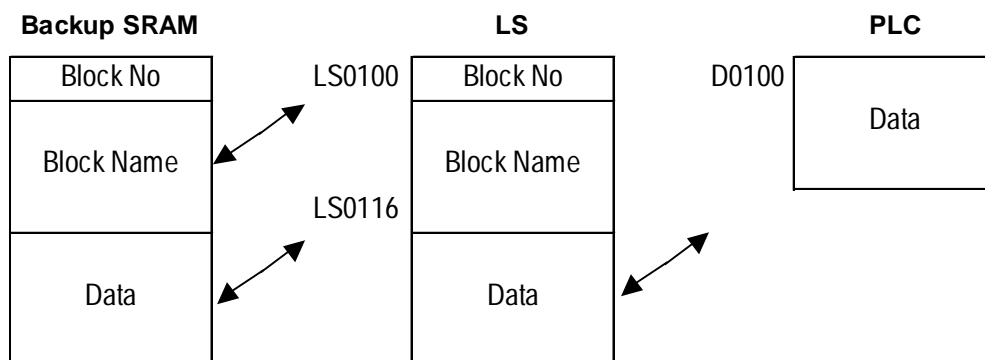 Backup SRAM LS PLC
Block No LS0100 Block No D0100
Data
Block Name Block Name
LS0116
Data Data